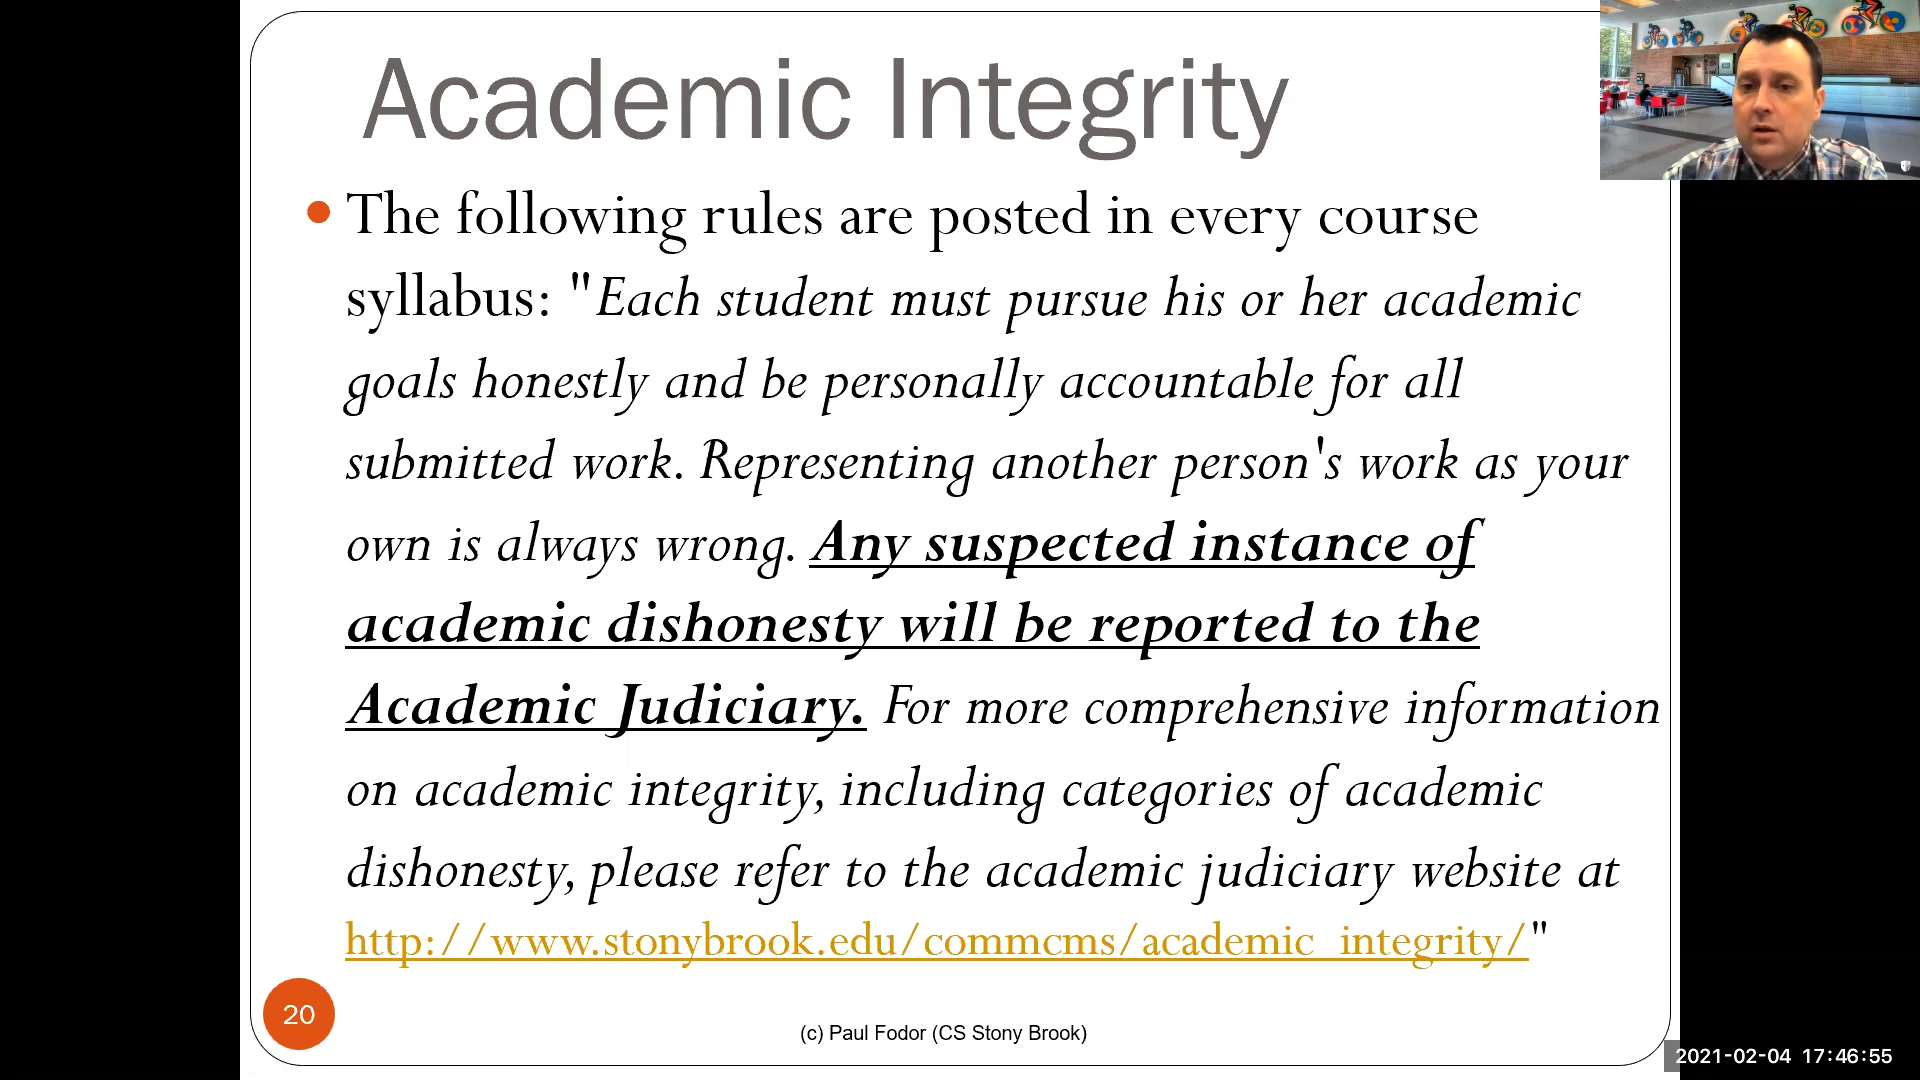 Academic Integrity
• The following rules are posted in every course
syllabus: "Each student must pursue his or her academic
goals honestly and be personally accountable for all
submitted work. Representing another person's work as your
own is always wrong. Any suspected instance of
academic dishonesty will be reported to the
Academic Judiciary. For more comprehensive information
on academic integrity, including categories of academic
dishonesty, please refer to the academic judiciary website at
http://www.stonybrook.edu/commcms/academic_integrity/"
20
(c) Paul Fodor (CS Stony Brook)
2021-02-04 17:46:55